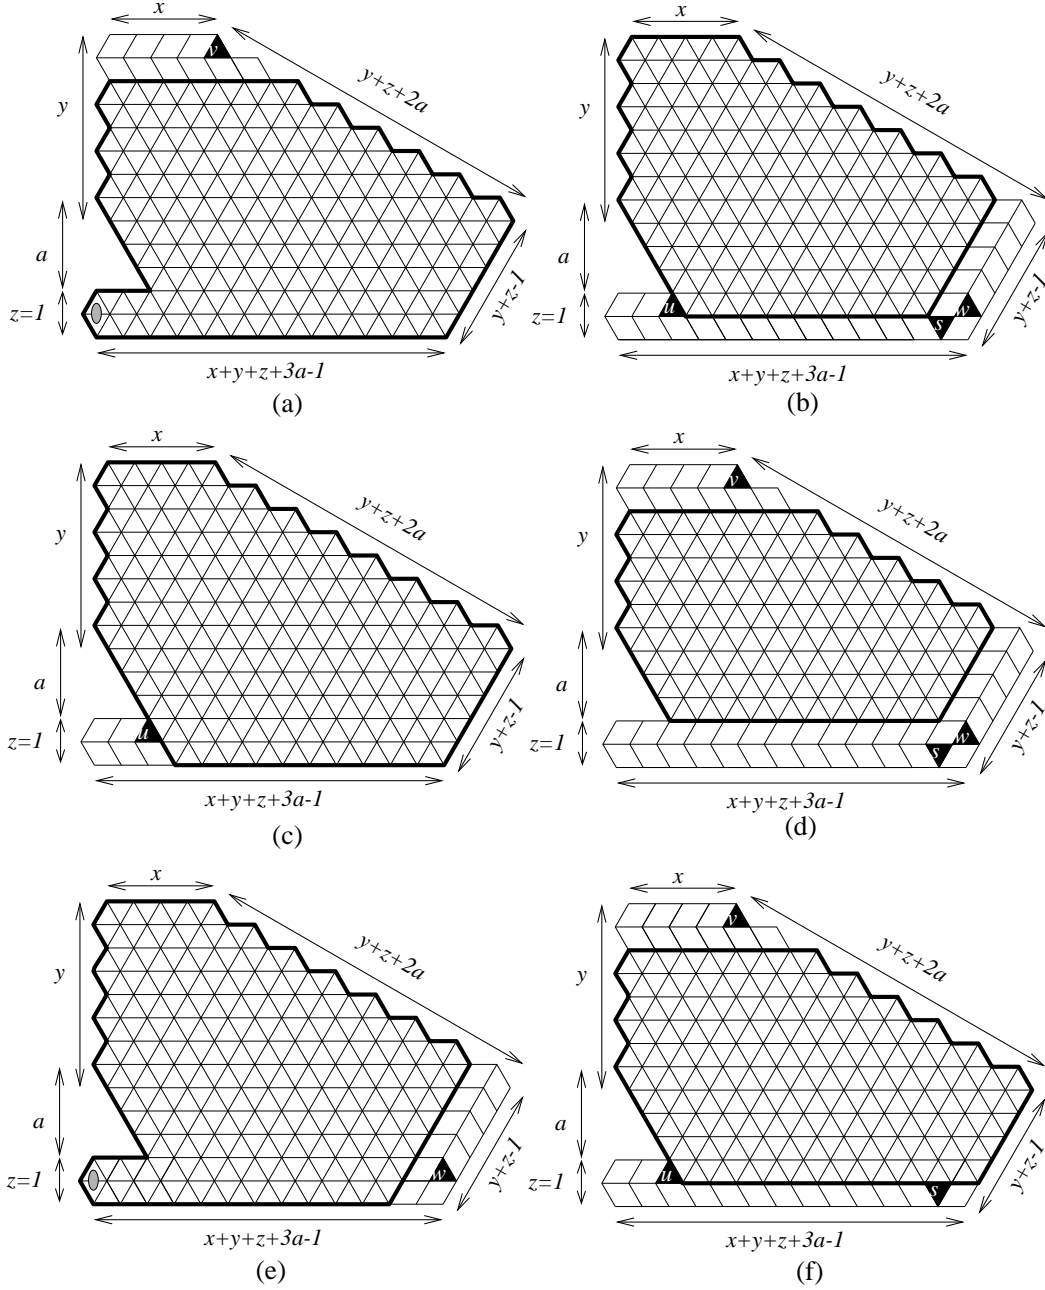 x
v
y+z+2a
y
a
z=1
y+z-1
x+y+z+3a-1
(a)
x
y+z+2a
y
a
z=1
u
w
s
y+z-1
x+y+z+3a-1
(b)
x
y+z+2a
y
a
z=1
u
y+z-1
x+y+z+3a-1
(c)
x
v
y+z+2a
y
a
z=1
w
s
y+z-1
x+y+z+3a-1
(d)
x
y+z+2a
y
a
z=1
w
y+z-1
x+y+z+3a-1
(e)
x
v
y+z+2a
y
a
z=1
u
s
y+z-1
x+y+z+3a-1
(f)